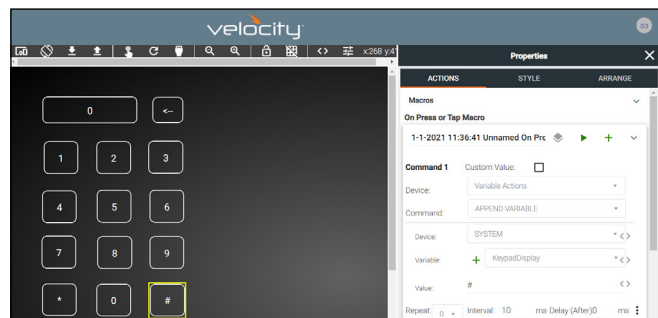 velocity
x:268 y:41
Properties
ACTIONS STYLE ARRANGE
Macros
On Press or Tap Macro
1-1-2021 11:36:41 Unnamed On Pre
Command 1 Custom Value:
Device: Variable Actions
Command: APPEND VARIABLE
Device: SYSTEM
Variable: KeypadDisplay
Value: #
Repeat: 0 Interval: 10 ms Delay (After) 0 ms
0 <--
1 2 3
4 5 6
7 8 9
* 0 #